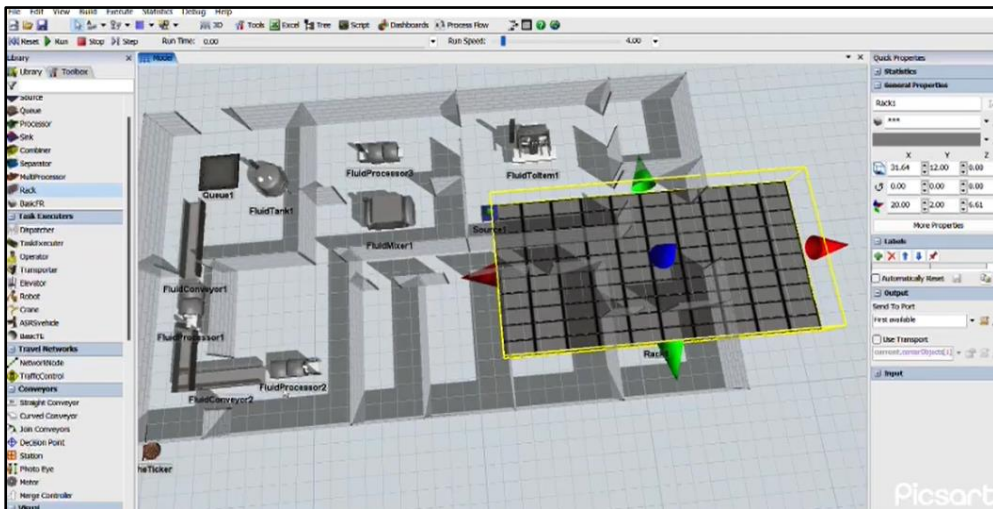 File Edit View Build Execute Statistics Debug Help
3D Tools Excel Tree Script Dashboards Process Flow
Reset Run Stop Step Run Time: 0.00 Run Speed: 4.00
Library
Library Toolbox
Source
Queue
Processor
Sink
Combiner
Separator
MultiProcessor
Rack
BasicFR
Task Executers
Dispatcher
TaskExecuter
Operator
Transporter
Elevator
Robot
Crane
ASRSvehicle
BasicTE
Travel Networks
NetworkNode
TrafficControl
Conveyors
Straight Conveyor
Curved Conveyor
Join Conveyors
Decision Point
Station
Photo Eye
Motor
Merge Controller
Visual
Model
Queue1
FluidTank1
FluidProcessor3
FluidToItem1
FluidMixer1
Source1
FluidConveyor1
FluidProcessor1
FluidProcessor2
FluidConveyor2
Rack1
heTicker
Quick Properties
Statistics
General Properties
Rack1
***
X Y Z
31.64 12.00 0.00
0.00 0.00 0.00
20.00 2.00 6.61
More Properties
Labels
Automatically Reset
Output
Send To Port
First available
Use Transport
current.centerObjects[1]
Input
Picsart